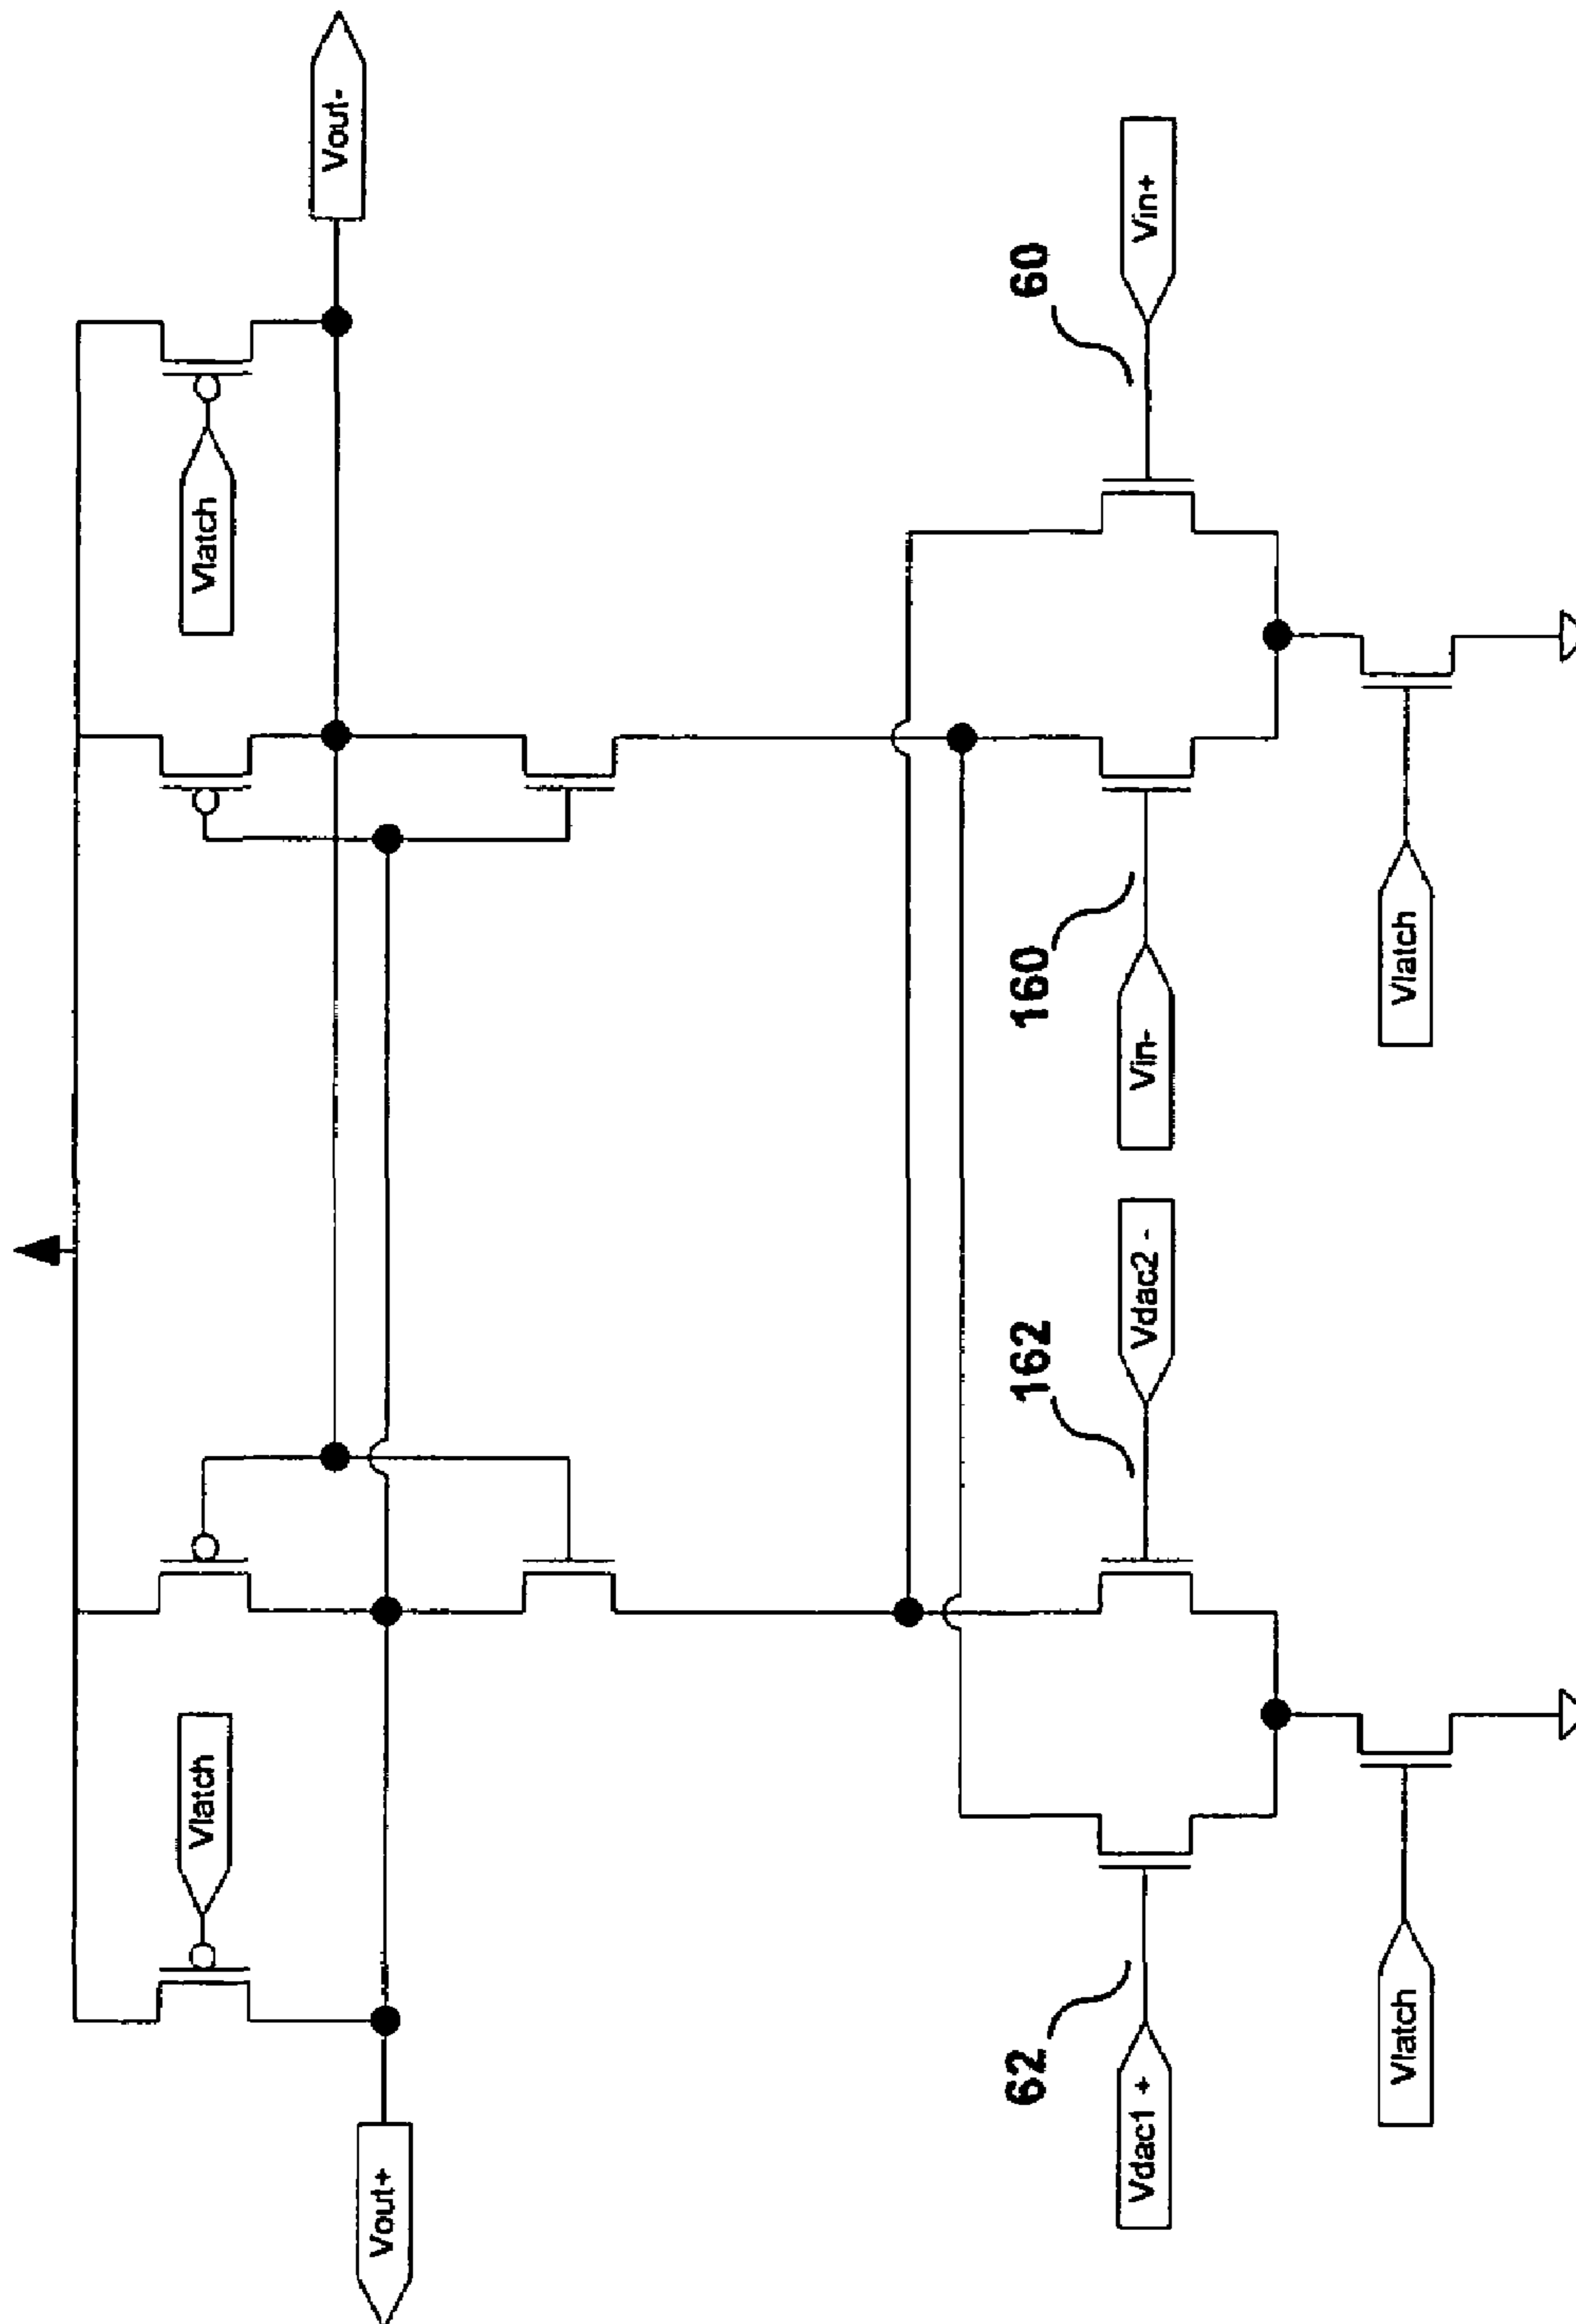 Vlatch
Vlatch
Vout-
Vout+
62
162
160
60
Vdac1 +
Vdac2 -
Vin-
Vin+
Vlatch
Vlatch